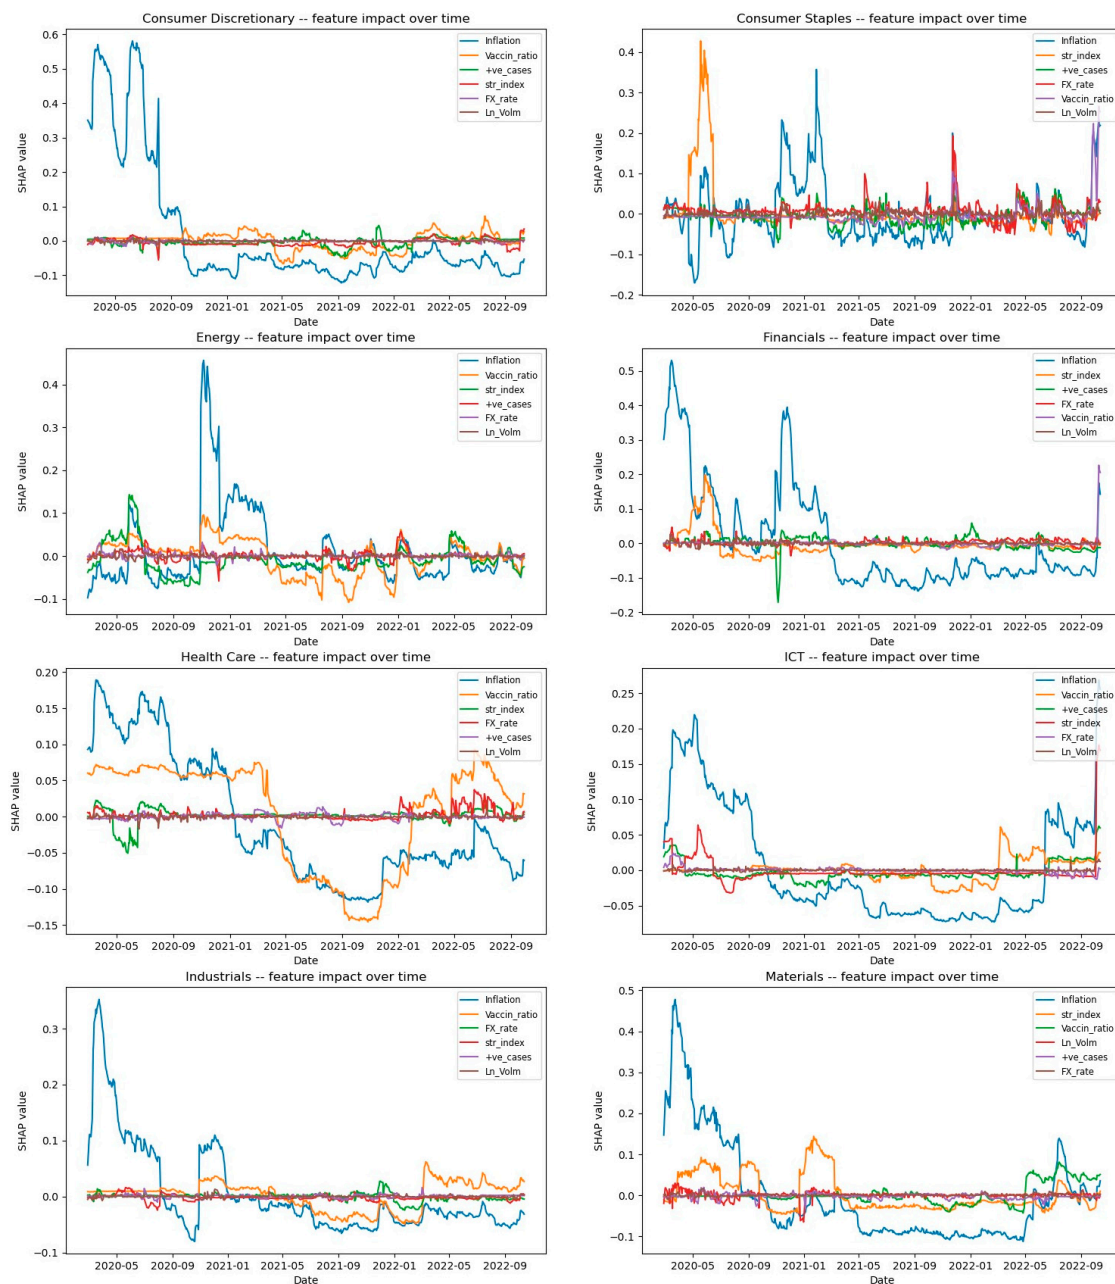 Consumer Discretionary -- feature impact over time
0.6
0.5
0.4
0.3
0.2
0.1
0.0
−0.1
SHAP value
Inflation
Vaccin_ratio
+ve_cases
str_index
FX_rate
Ln_Volm
2020-05 2020-09 2021-01 2021-05 2021-09 2022-01 2022-05 2022-09
Date
Consumer Staples -- feature impact over time
0.4
0.3
0.2
0.1
0.0
−0.1
−0.2
SHAP value
Inflation
str_index
+ve_cases
FX_rate
Vaccin_ratio
Ln_Volm
2020-05 2020-09 2021-01 2021-05 2021-09 2022-01 2022-05 2022-09
Date
Energy -- feature impact over time
0.4
0.3
0.2
0.1
0.0
−0.1
SHAP value
Inflation
Vaccin_ratio
str_index
+ve_cases
FX_rate
Ln_Volm
2020-05 2020-09 2021-01 2021-05 2021-09 2022-01 2022-05 2022-09
Date
Financials -- feature impact over time
0.5
0.4
0.3
0.2
0.1
0.0
−0.1
−0.2
SHAP value
Inflation
str_index
+ve_cases
FX_rate
Vaccin_ratio
Ln_Volm
2020-05 2020-09 2021-01 2021-05 2021-09 2022-01 2022-05 2022-09
Date
Health Care -- feature impact over time
0.20
0.15
0.10
0.05
0.00
−0.05
−0.10
−0.15
SHAP value
Inflation
Vaccin_ratio
str_index
FX_rate
+ve_cases
Ln_Volm
2020-05 2020-09 2021-01 2021-05 2021-09 2022-01 2022-05 2022-09
Date
ICT -- feature impact over time
0.25
0.20
0.15
0.10
0.05
0.00
−0.05
SHAP value
Inflation
Vaccin_ratio
+ve_cases
str_index
FX_rate
Ln_Volm
2020-05 2020-09 2021-01 2021-05 2021-09 2022-01 2022-05 2022-09
Date
Industrials -- feature impact over time
0.3
0.2
0.1
0.0
−0.1
SHAP value
Inflation
Vaccin_ratio
FX_rate
str_index
+ve_cases
Ln_Volm
2020-05 2020-09 2021-01 2021-05 2021-09 2022-01 2022-05 2022-09
Date
Materials -- feature impact over time
0.5
0.4
0.3
0.2
0.1
0.0
−0.1
SHAP value
Inflation
str_index
Vaccin_ratio
Ln_Volm
+ve_cases
FX_rate
2020-05 2020-09 2021-01 2021-05 2021-09 2022-01 2022-05 2022-09
Date